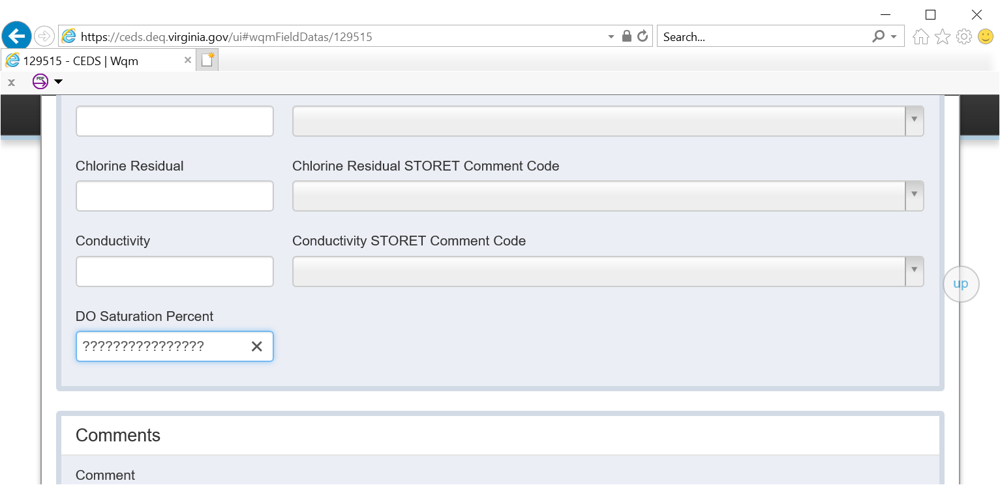 https://ceds.deq.virginia.gov/ui#wqmFieldDatas/129515
Search...
129515 - CEDS | Wqm
x
PDF
Chlorine Residual
Chlorine Residual STORET Comment Code
Conductivity
Conductivity STORET Comment Code
up
DO Saturation Percent
????????????????
Comments
Comment